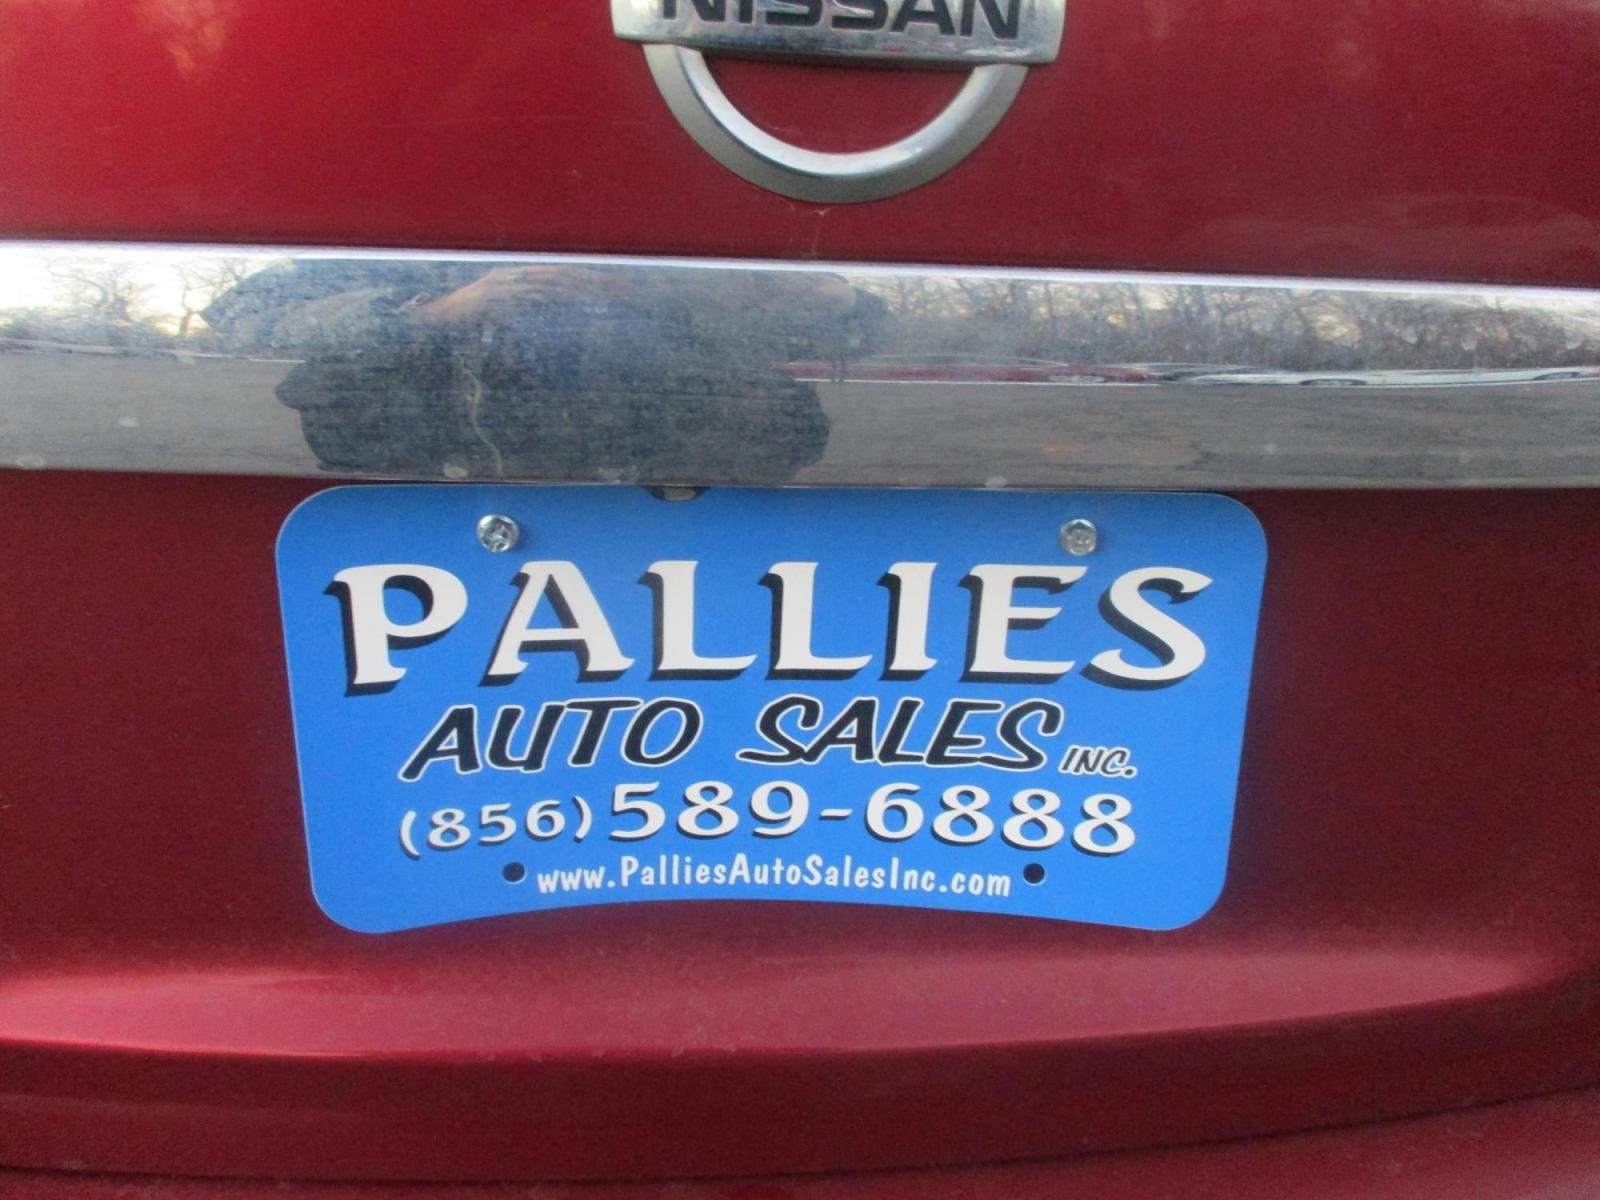 NISSAN
PALLIES
AUTO SALES INC.
(856) 589-6888
www.PalliesAutoSalesInc.com